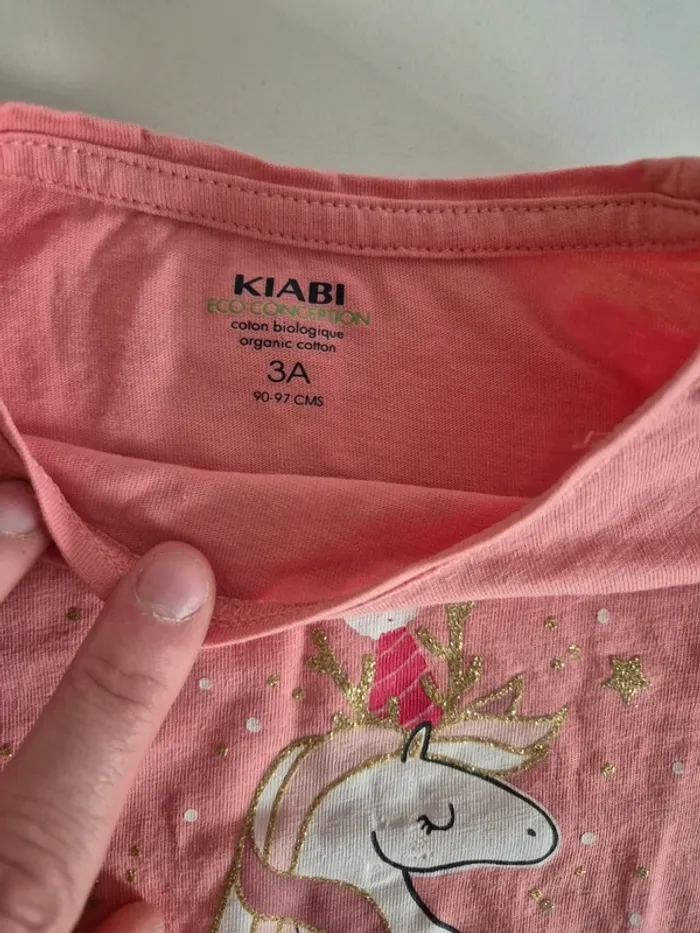 KIABI
ECO CONCEPTION
coton biologique
organic cotton
3A
90-97 CMS